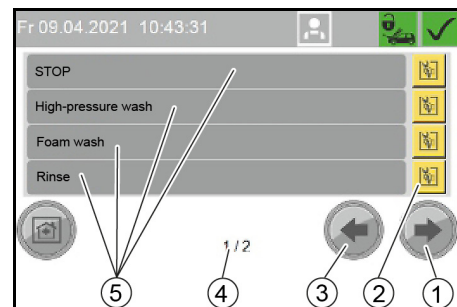 Fr 09.04.2021 10:43:31
STOP
High-pressure wash
Foam wash
Rinse
1 / 2
5 4 3 2 1